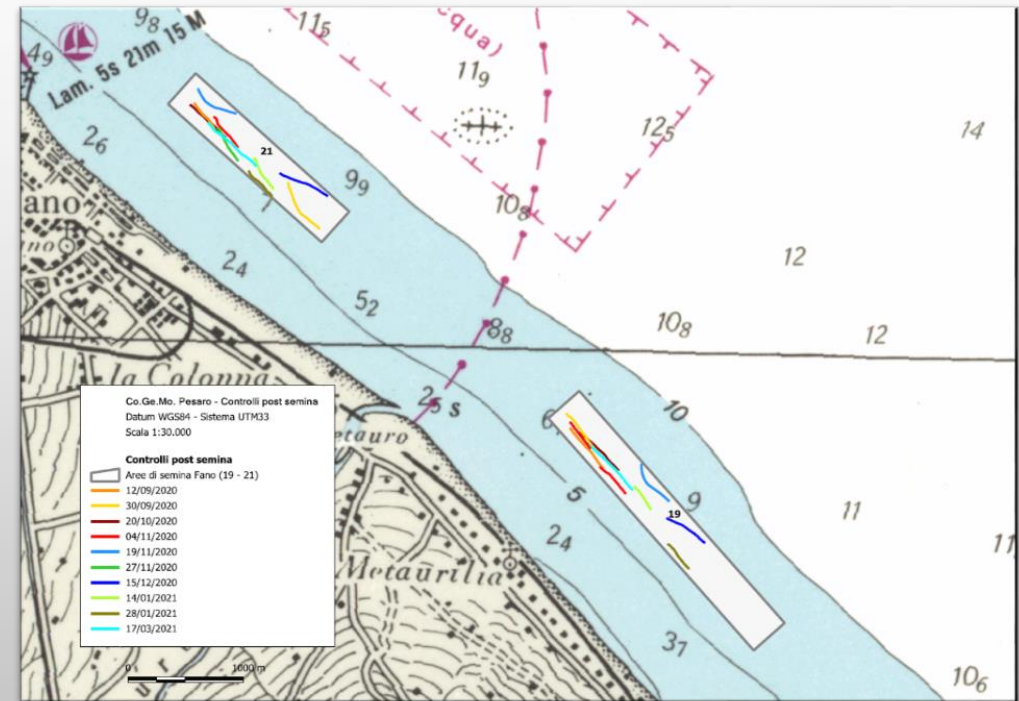 9₈
11₅
cqua)
4₉
Lam. 5s 21m 15 M
11₉
12₅
14
2₆
21
9₉
7
10₈
ano
no
2₄
5₂
12
8₈
10₈
12
la Colonna
2₅ s
etauro
6
10
9
5
19
11
11
2₄
Metaurilia
3₇
10₆
Co.Ge.Mo. Pesaro - Controlli post semina
Datum WGS84 - Sistema UTM33
Scala 1:30.000
Controlli post semina
Aree di semina Fano (19 - 21)
12/09/2020
30/09/2020
20/10/2020
04/11/2020
19/11/2020
27/11/2020
15/12/2020
14/01/2021
28/01/2021
17/03/2021
0 1000 m